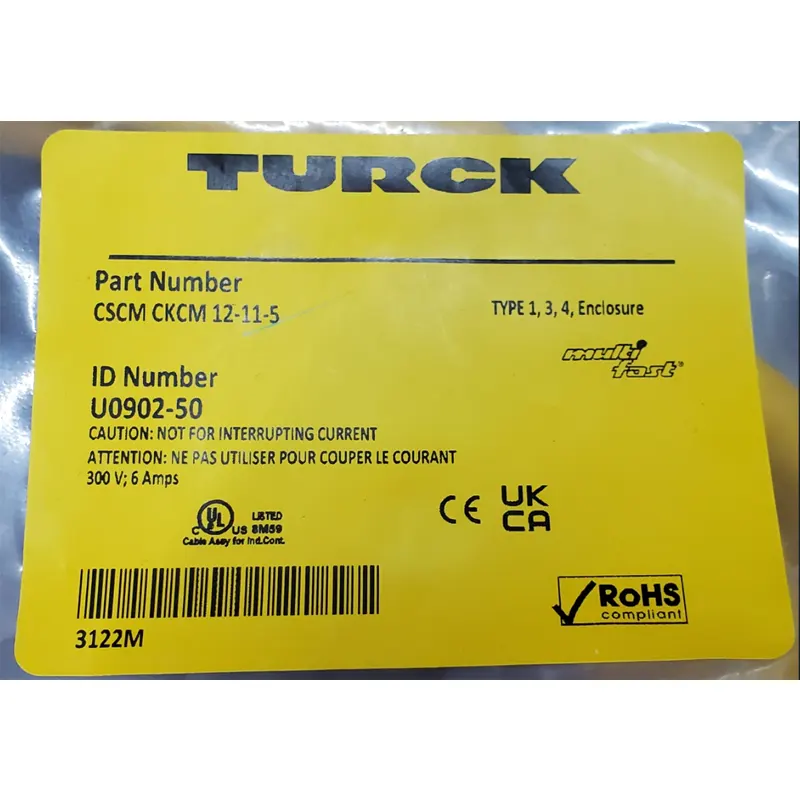 TURCK
Part Number
CSCM CKCM 12-11-5
TYPE 1, 3, 4, Enclosure
multi
fast®
ID Number
U0902-50
CAUTION: NOT FOR INTERRUPTING CURRENT
ATTENTION: NE PAS UTILISER POUR COUPER LE COURANT
300 V; 6 Amps
C UL US LISTED 8M59
Cable Assy for Ind.Cont.
CE
UK
CA
3122M
RoHS
compliant